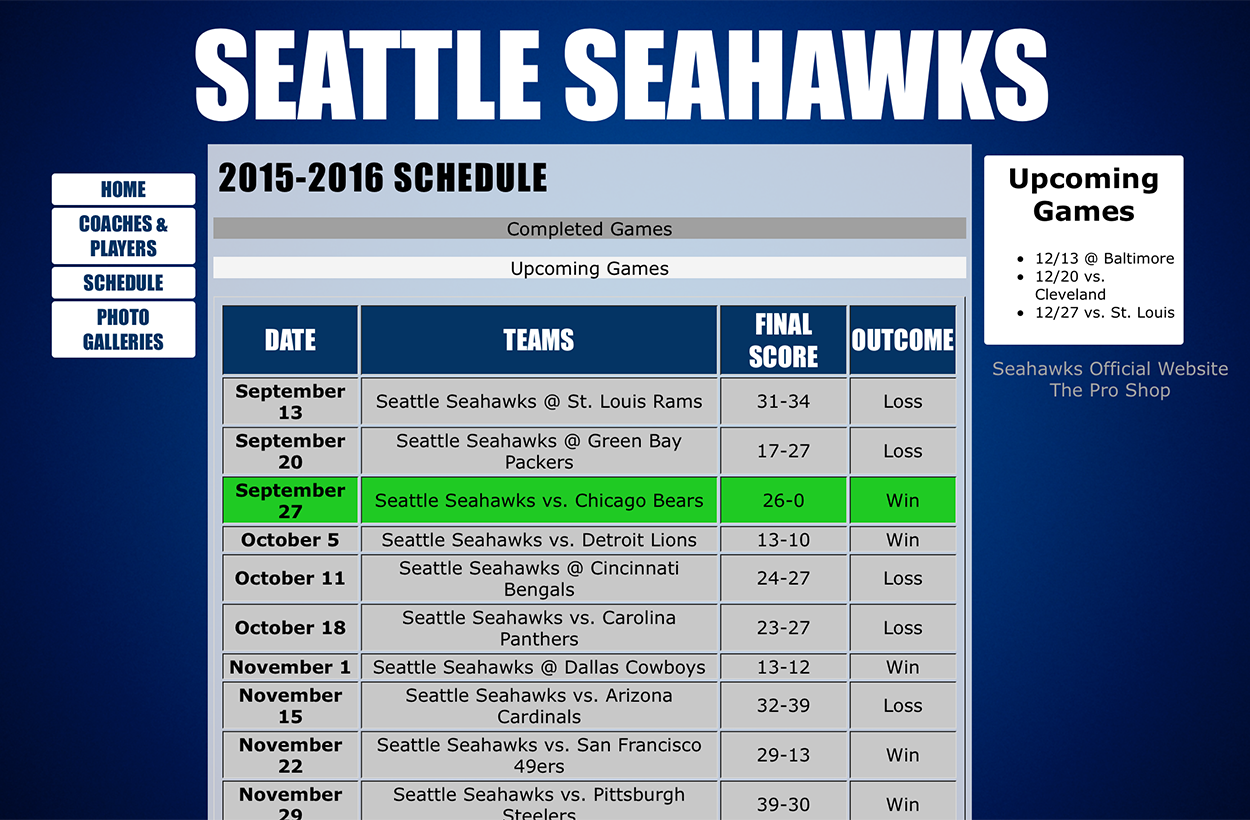 SEATTLE SEAHAWKS
HOME
COACHES &
PLAYERS
SCHEDULE
PHOTO
GALLERIES
2015-2016 SCHEDULE
Completed Games
Upcoming Games
DATE TEAMS FINAL SCORE OUTCOME
September 13 Seattle Seahawks @ St. Louis Rams 31-34 Loss
September 20 Seattle Seahawks @ Green Bay Packers 17-27 Loss
September 27 Seattle Seahawks vs. Chicago Bears 26-0 Win
October 5 Seattle Seahawks vs. Detroit Lions 13-10 Win
October 11 Seattle Seahawks @ Cincinnati Bengals 24-27 Loss
October 18 Seattle Seahawks vs. Carolina Panthers 23-27 Loss
November 1 Seattle Seahawks @ Dallas Cowboys 13-12 Win
November 15 Seattle Seahawks vs. Arizona Cardinals 32-39 Loss
November 22 Seattle Seahawks vs. San Francisco 49ers 29-13 Win
November 29 Seattle Seahawks vs. Pittsburgh Steelers 39-30 Win
Upcoming
Games
12/13 @ Baltimore
12/20 vs.
Cleveland
12/27 vs. St. Louis
Seahawks Official Website
The Pro Shop